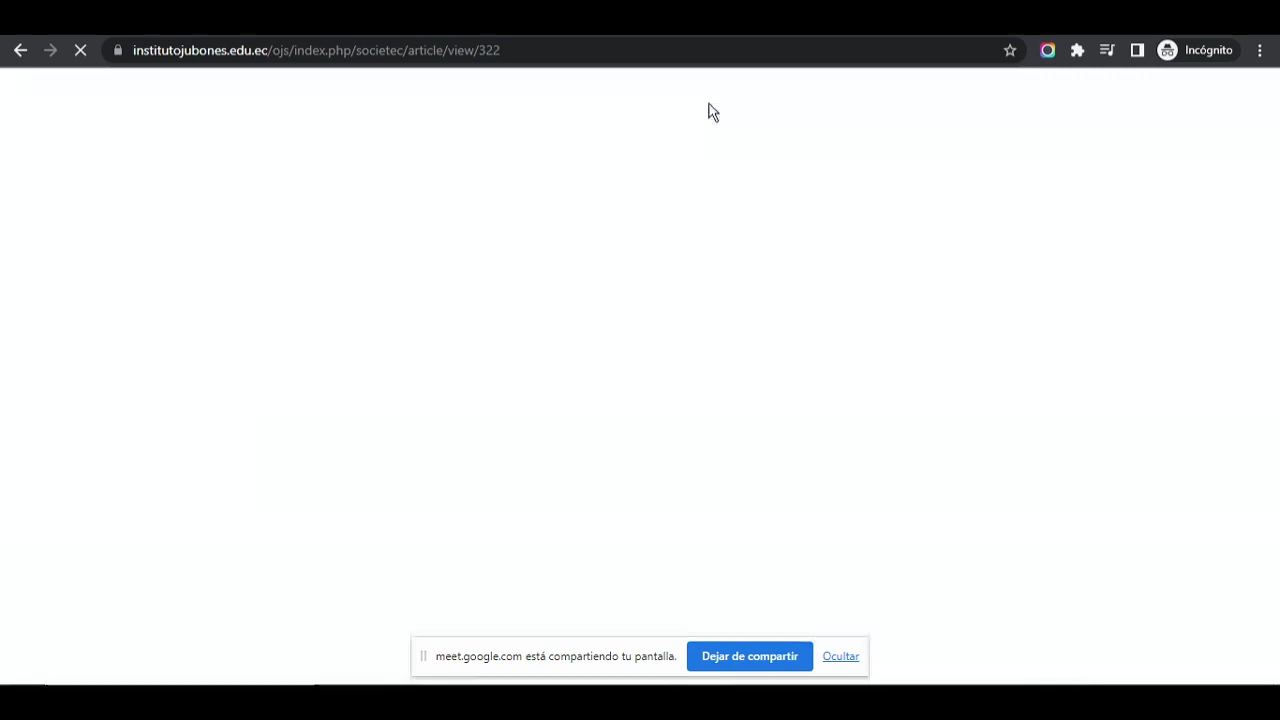 institutojubones.edu.ec/ojs/index.php/societec/article/view/322
Incógnito
meet.google.com está compartiendo tu pantalla.
Dejar de compartir
Ocultar